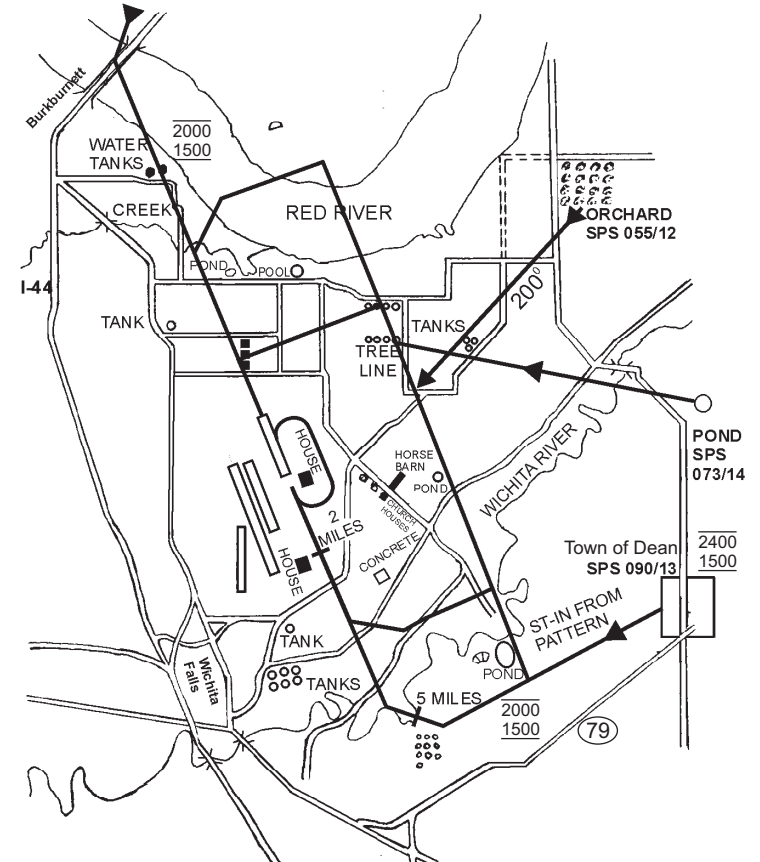 Burkburnett
2000
1500
WATER
TANKS
CREEK
RED RIVER
ORCHARD
SPS 055/12
POND
POOL
I-44
200°
TANK
TANKS
TREE
LINE
HOUSE
HORSE
BARN
POND
POND
SPS
073/14
WICHITA RIVER
CHURCH
HOUSES
2
MILES
CONCRETE
HOUSE
Town of Dean
SPS 090/13
2400
1500
ST-IN FROM
PATTERN
TANK
TANKS
Wichita
Falls
POND
5 MILES
2000
1500
79